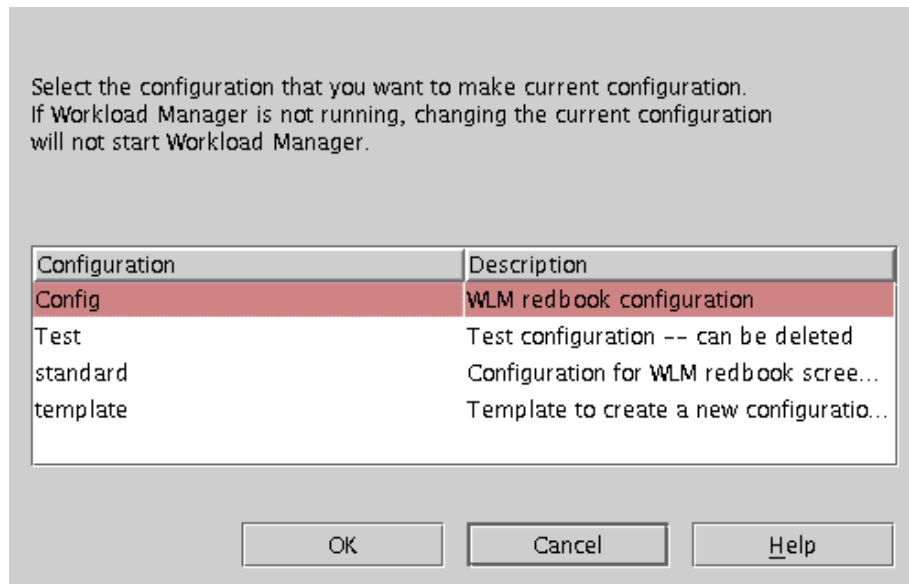 Select the configuration that you want to make current configuration.
If Workload Manager is not running, changing the current configuration
will not start Workload Manager.
Configuration Description
Config WLM redbook configuration
Test Test configuration -- can be deleted
standard Configuration for WLM redbook scree...
template Template to create a new configuratio...
OK Cancel Help